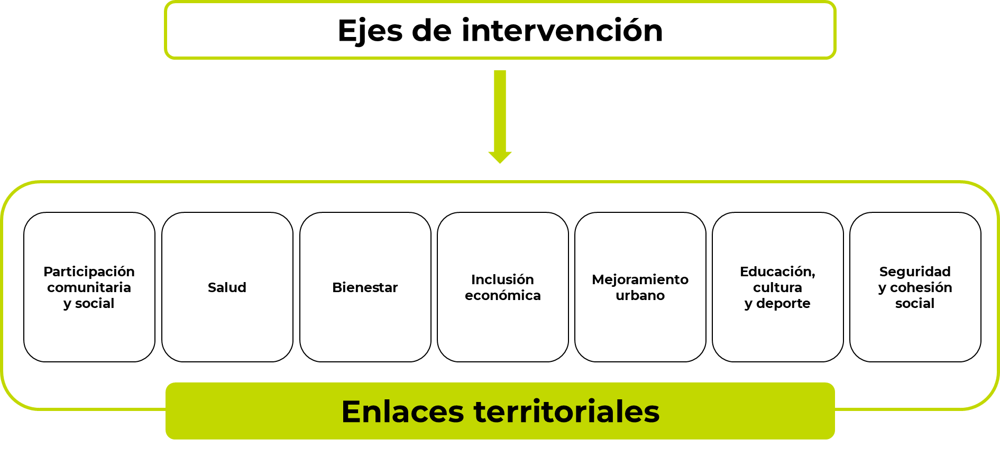 Ejes de intervención
Participación
comunitaria
y social
Salud
Bienestar
Inclusión
económica
Mejoramiento
urbano
Educación,
cultura
y deporte
Seguridad
y cohesión
social
Enlaces territoriales